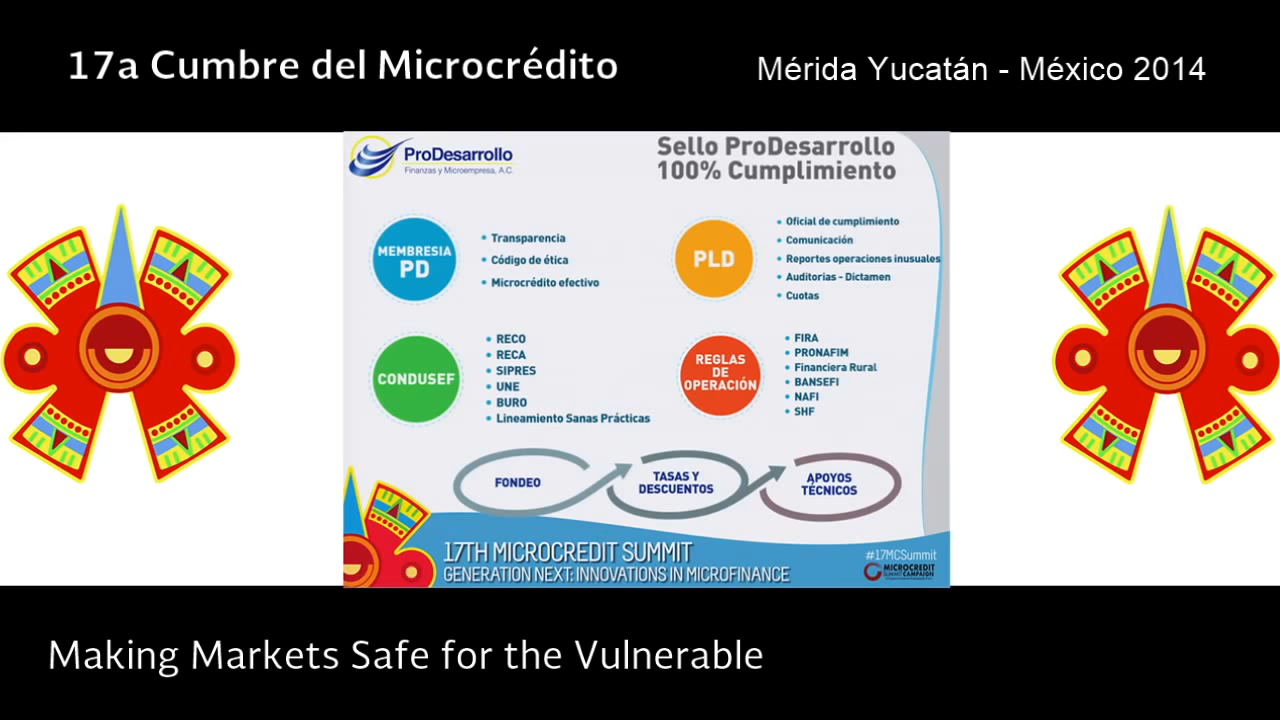 17a Cumbre del Microcrédito
Mérida Yucatán - México 2014
ProDesarrollo
Finanzas y Microempresa, A.C.
Sello ProDesarrollo
100% Cumplimiento
MEMBRESIA
PD
• Transparencia
• Código de ética
• Microcrédito efectivo
PLD
• Oficial de cumplimiento
• Comunicación
• Reportes operaciones inusuales
• Auditorias - Dictamen
• Cuotas
CONDUSEF
• RECO
• RECA
• SIPRES
• UNE
• BURO
• Lineamiento Sanas Prácticas
REGLAS
DE
OPERACIÓN
• FIRA
• PRONAFIM
• Financiera Rural
• BANSEFI
• NAFI
• SHF
FONDEO
TASAS Y
DESCUENTOS
APOYOS
TÉCNICOS
17TH MICROCREDIT SUMMIT
GENERATION NEXT: INNOVATIONS IN MICROFINANCE
#17MCSummit
MICROCREDIT
SUMMIT CAMPAIGN
Making Markets Safe for the Vulnerable